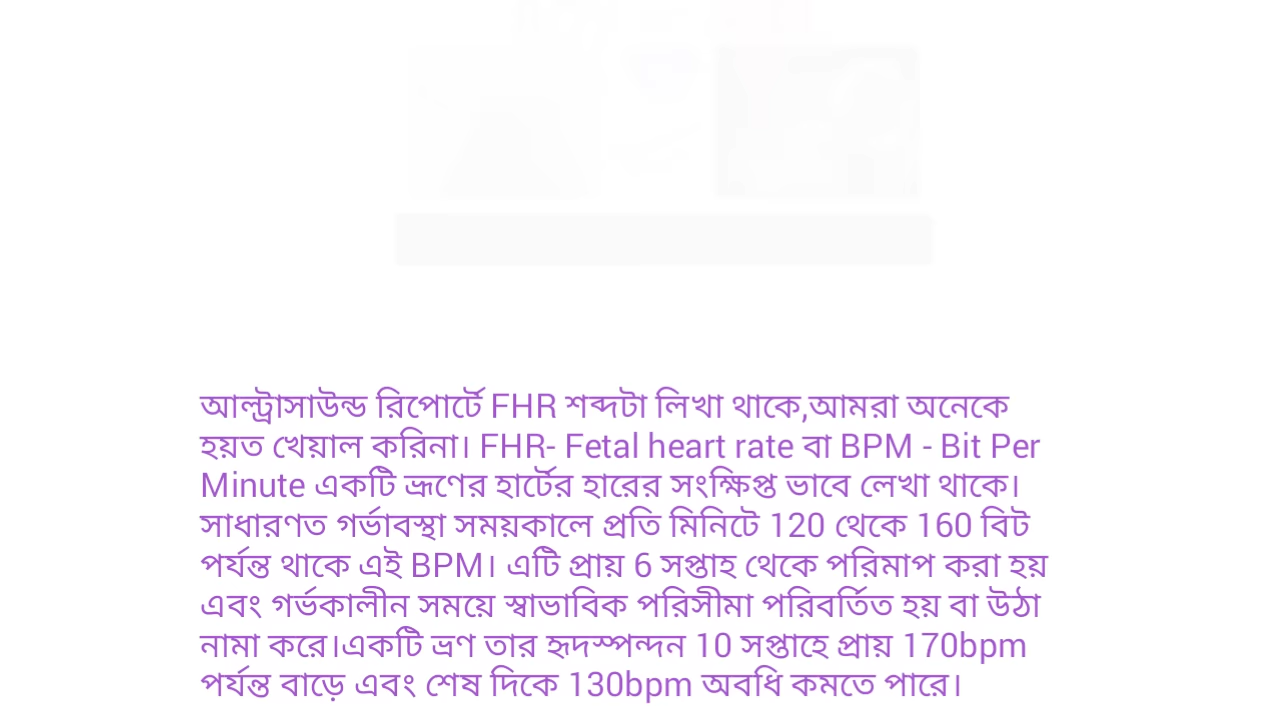 আল্ট্রাসাউন্ড রিপোর্টে FHR শব্দটা লিখা থাকে,আমরা অনেকে
হয়ত খেয়াল করিনা। FHR- Fetal heart rate বা BPM - Bit Per
Minute একটি ভ্রূণের হার্টের হারের সংক্ষিপ্ত ভাবে লেখা থাকে।
সাধারণত গর্ভাবস্থা সময়কালে প্রতি মিনিটে 120 থেকে 160 বিট
পর্যন্ত থাকে এই BPM। এটি প্রায় 6 সপ্তাহ থেকে পরিমাপ করা হয়
এবং গর্ভকালীন সময়ে স্বাভাবিক পরিসীমা পরিবর্তিত হয় বা উঠা
নামা করে।একটি ভ্রণ তার হৃদস্পন্দন 10 সপ্তাহে প্রায় 170bpm
পর্যন্ত বাড়ে এবং শেষ দিকে 130bpm অবধি কমতে পারে।